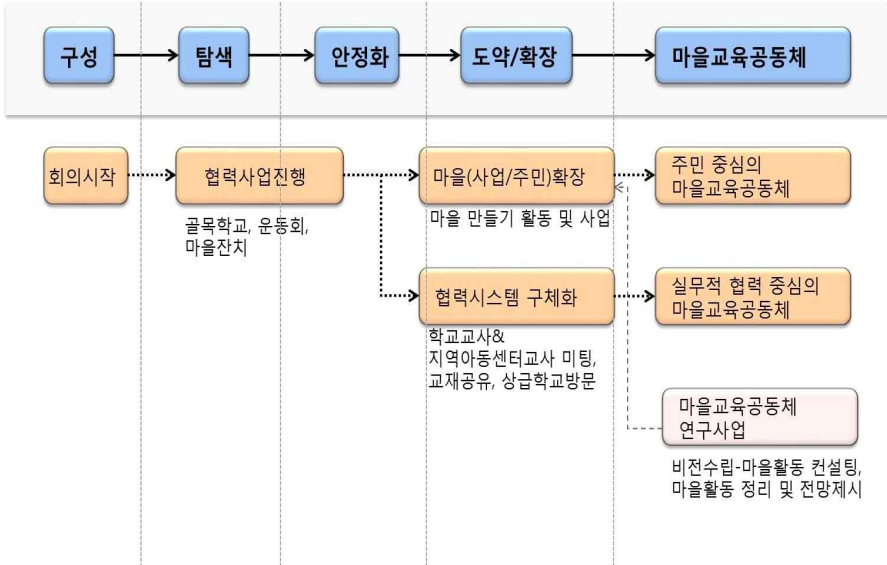 구성
탐색
안정화
도약/확장
마을교육공동체
회의시작
협력사업진행
마을(사업/주민)확장
주민 중심의
마을교육공동체
골목학교, 운동회,
마을잔치
마을 만들기 활동 및 사업
협력시스템 구체화
실무적 협력 중심의
마을교육공동체
학교교사&
지역아동센터교사 미팅,
교재공유, 상급학교방문
마을교육공동체
연구사업
비전수립-마을활동 컨설팅,
마을활동 정리 및 전망제시